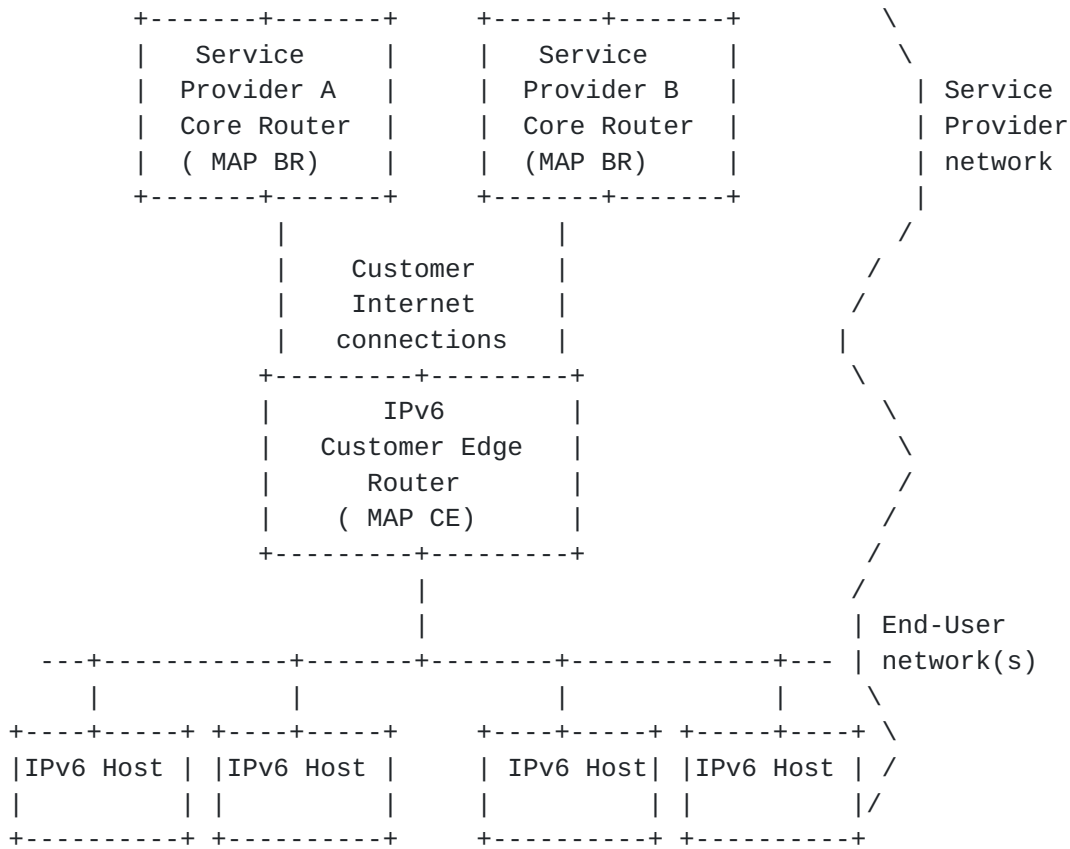 Service Service
Provider A Provider B Service
Core Router Core Router Provider
( MAP BR) (MAP BR) network
Customer
Internet
connections
IPv6
Customer Edge
Router
( MAP CE)
End-User
network(s)
IPv6 Host IPv6 Host IPv6 Host IPv6 Host